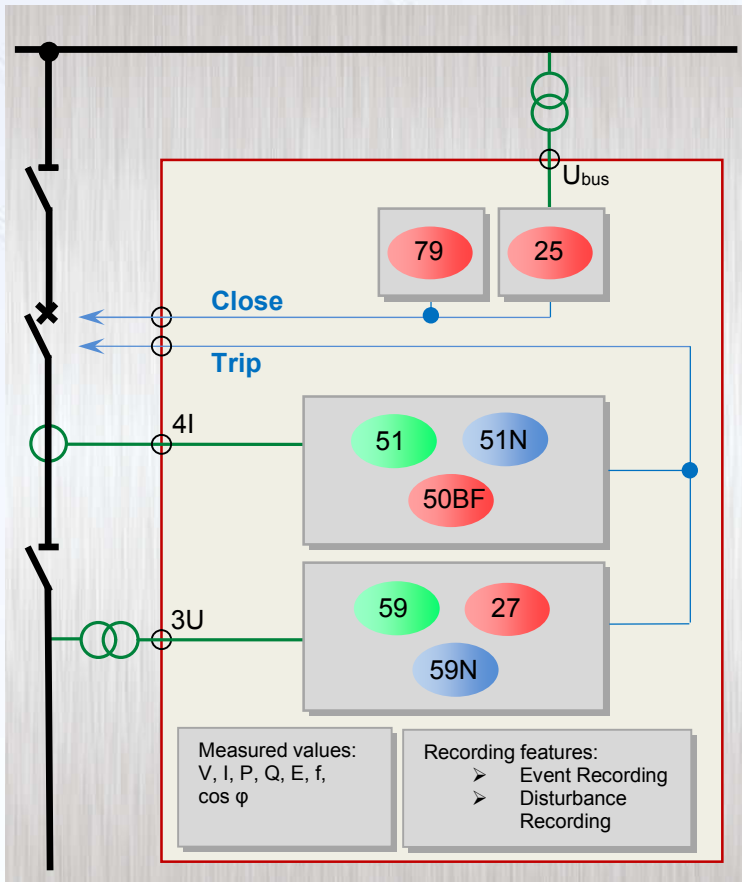 Ubus
79
25
Close
Trip
4I
51
51N
50BF
3U
59
27
59N
Measured values:
V, I, P, Q, E, f,
cos φ
Recording features:
➢ Event Recording
➢ Disturbance
Recording